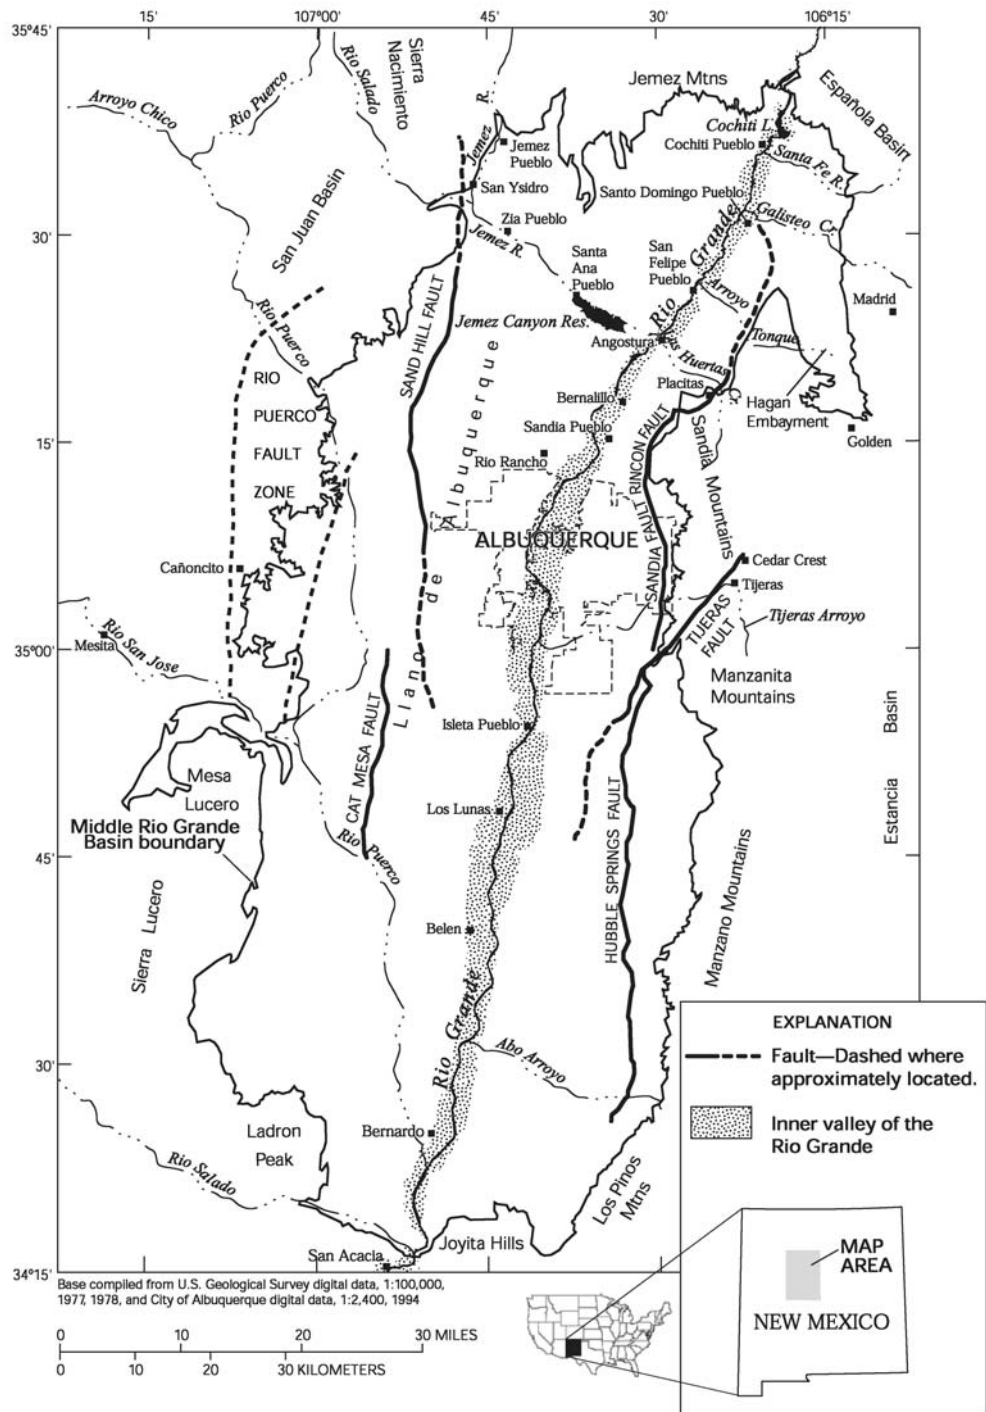 15'
107°00'
45'
30'
106°15'
35°45'
Rio Salado
Sierra
Nacimiento
Jemez Mtns
Española Basin
Arroyo Chico
Rio Puerco
Jemez R.
Cochiti L.
Jemez
Pueblo
Cochiti Pueblo
Santa Fe R.
San Ysidro
Santo Domingo Pueblo
San Juan Basin
Zia Pueblo
Galisteo Cr
30'
Jemez R.
Santa
Ana
Pueblo
San
Felipe
Pueblo
Rio Grande
Arroyo
Tonque
Madrid
Rio Puerco
SAND HILL FAULT
Jemez Canyon Res.
Angostura
Huertas
Cr
Placitas
Hagan
Embayment
RIO
PUERCO
FAULT
ZONE
Bernalillo
Sandia Pueblo
Golden
15'
Rio Rancho
Llano de Albuquerque
RINCON FAULT
SANDIA FAULT
Sandia Mountains
ALBUQUERQUE
Cañoncito
Cedar Crest
Tijeras
TIJERAS
FAULT
Tijeras Arroyo
Rio San Jose
Mesita
35°00'
Manzanita
Mountains
Isleta Pueblo
CAT MESA FAULT
Estancia Basin
Mesa
Lucero
Los Lunas
Middle Rio Grande
Basin boundary
Rio Puerco
45'
HUBBLE SPRINGS FAULT
Manzano Mountains
Sierra Lucero
Belen
Rio Grande
30'
Abo Arroyo
Bernardo
Ladron
Peak
Rio Salado
Los Pinos
Mtns
Joyita Hills
San Acacia
34°15'
EXPLANATION
Fault—Dashed where
approximately located.
Inner valley of the
Rio Grande
MAP
AREA
NEW MEXICO
Base compiled from U.S. Geological Survey digital data, 1:100,000,
1977, 1978, and City of Albuquerque digital data, 1:2,400, 1994
0 10 20 30 MILES
0 10 20 30 KILOMETERS